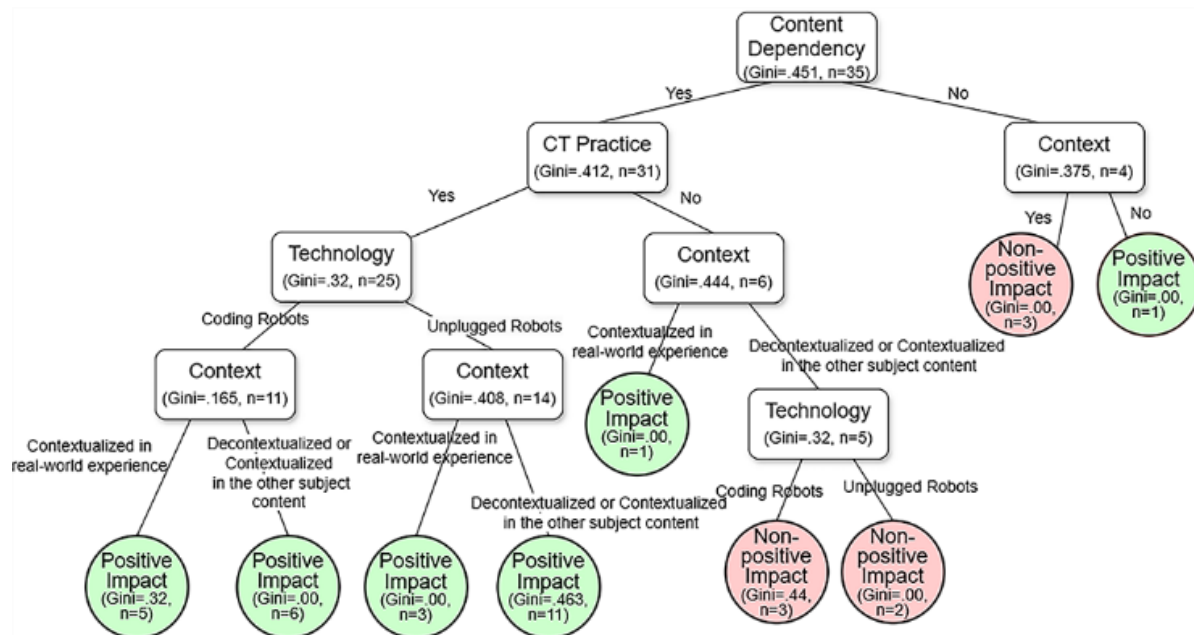 Content
Dependency
(Gini=.451, n=35)
Yes
No
CT Practice
(Gini=.412, n=31)
Context
(Gini=.375, n=4)
Yes
No
Yes
No
Technology
(Gini=.32, n=25)
Context
(Gini=.444, n=6)
Non-
positive
Impact
(Gini=.00,
n=3)
Positive
Impact
(Gini=.00,
n=1)
Coding Robots
Unplugged Robots
Contextualized in
real-world experience
Decontextualized or Contextualized
in the other subject content
Context
(Gini=.165, n=11)
Context
(Gini=.408, n=14)
Positive
Impact
(Gini=.00,
n=1)
Technology
(Gini=.32, n=5)
Contextualized in
real-world experience
Decontextualized or
Contextualized
in the other subject
content
Contextualized in
real-world experience
Decontextualized or Contextualized
in the other subject content
Coding Robots
Unplugged Robots
Positive
Impact
(Gini=.32,
n=5)
Positive
Impact
(Gini=.00,
n=6)
Positive
Impact
(Gini=.00,
n=3)
Positive
Impact
(Gini=.463,
n=11)
Non-
positive
Impact
(Gini=.44,
n=3)
Non-
positive
Impact
(Gini=.00,
n=2)